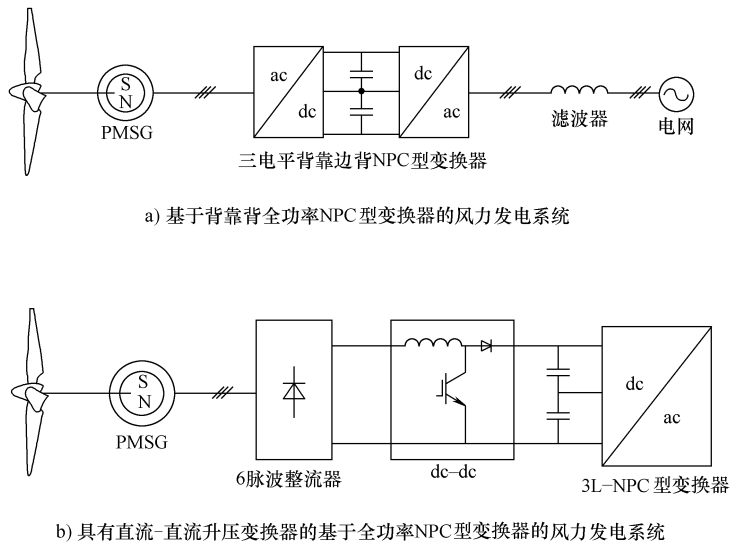 S
N
PMSG
ac
dc
dc
ac
滤波器
电网
三电平背靠边背NPC型变换器
a) 基于背靠背全功率NPC型变换器的风力发电系统
S
N
PMSG
6脉波整流器
dc-dc
dc
ac
3L-NPC型变换器
b) 具有直流-直流升压变换器的基于全功率NPC型变换器的风力发电系统